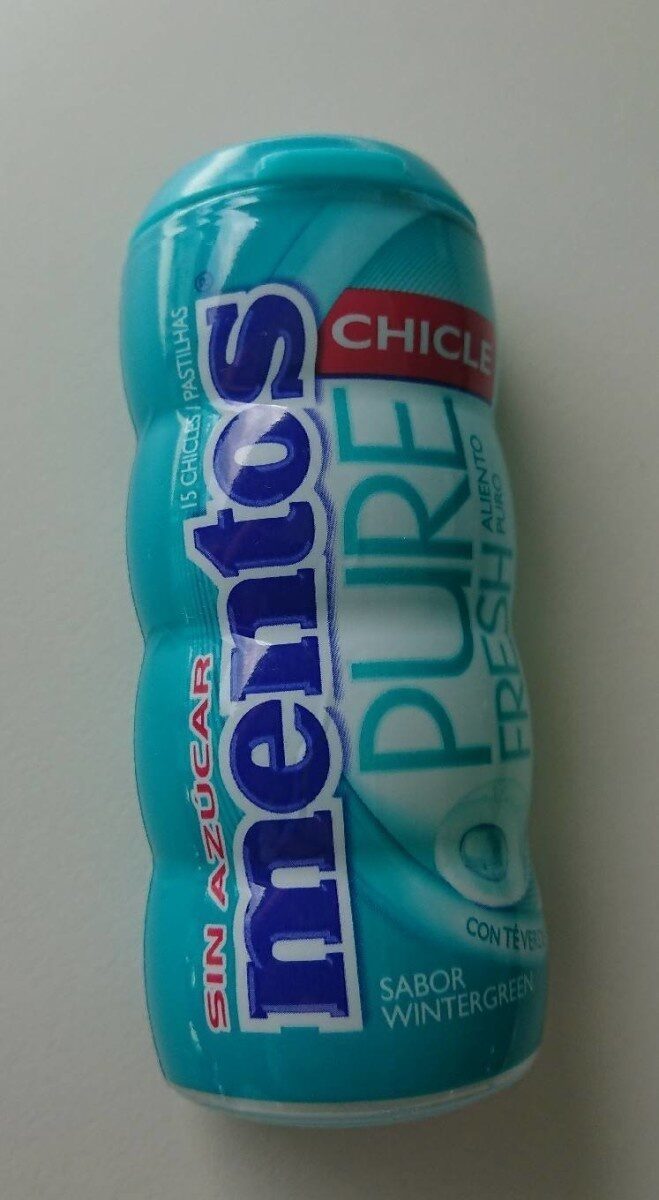 SIN AZÚCAR
15 CHICLES / PASTILHAS
mentos®
CHICLE
PURE
FRESH
ALIENTO
PURO
CON TÉ VERDE
SABOR
WINTERGREEN